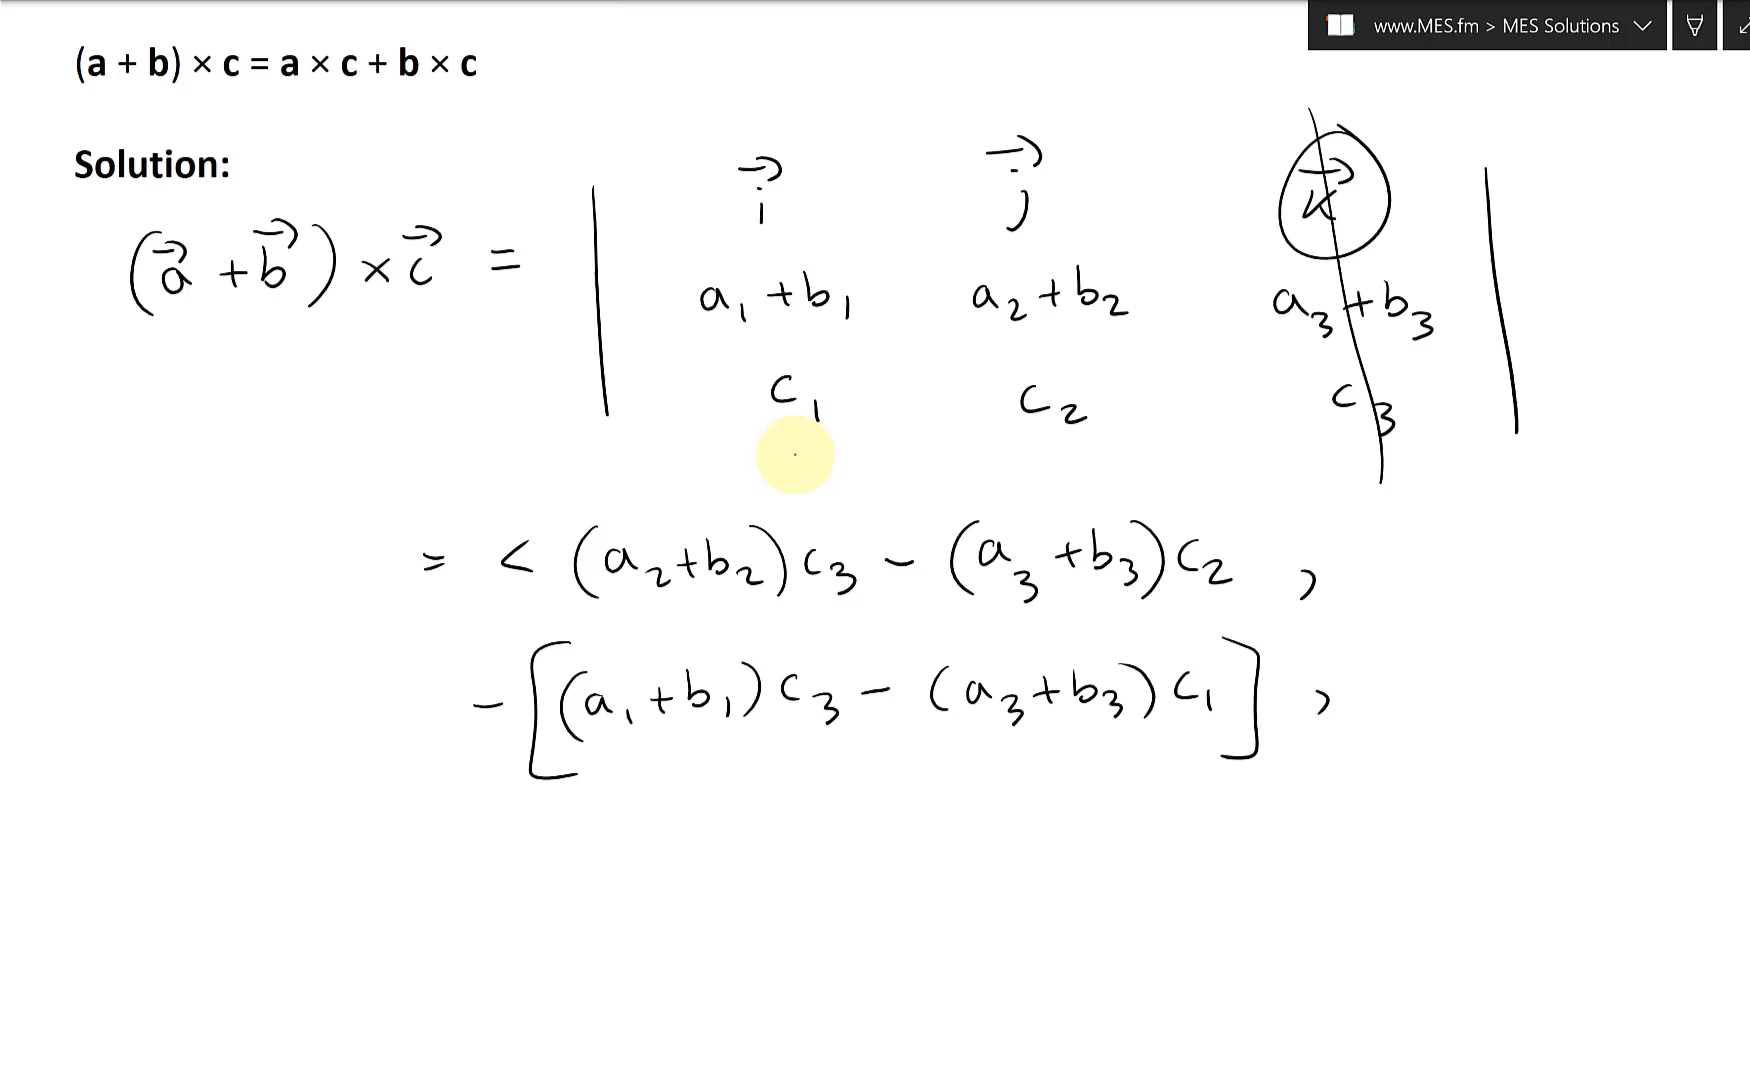 www.MES.fm > MES Solutions
(a + b) × c = a × c + b × c
Solution:
i⃗ j⃗ k⃗
(a⃗ + b⃗) × c⃗ = | a₁ + b₁ a₂ + b₂ a₃ + b₃ |
c₁ c₂ c₃
= < (a₂ + b₂) c₃ − (a₃ + b₃) c₂ ,
− [(a₁ + b₁) c₃ − (a₃ + b₃) c₁] ,